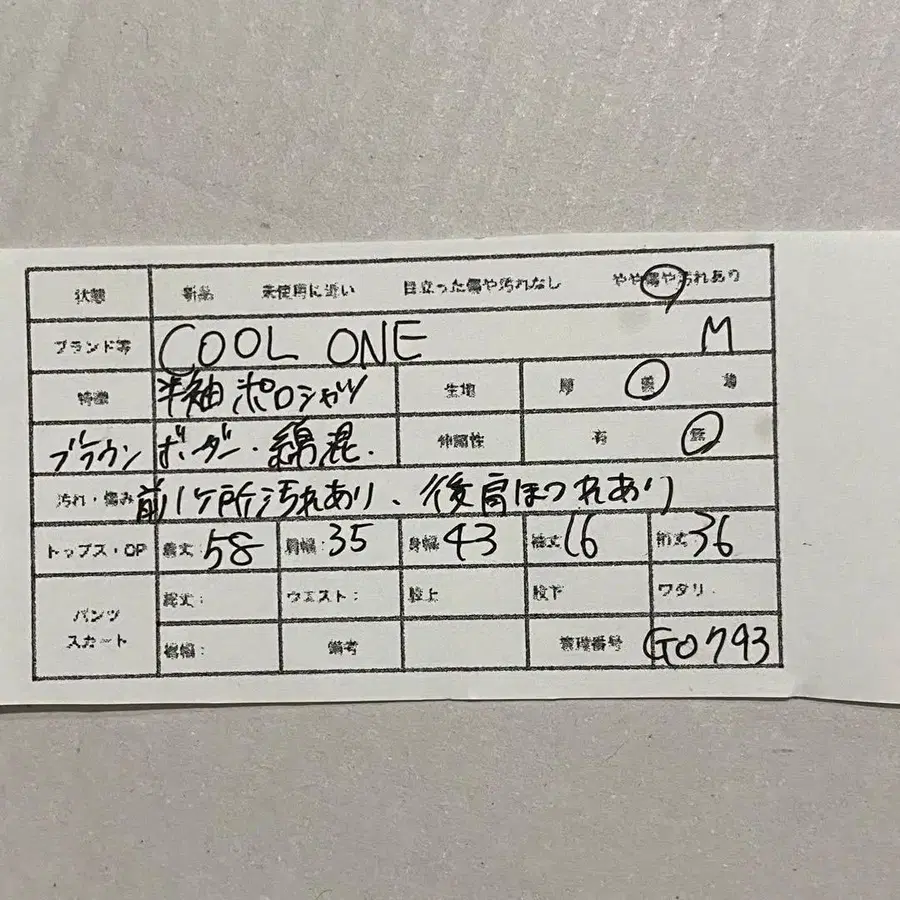 状態 新品 未使用に近い 目立った傷や汚れなし やや傷や汚れあり
ブランド等 COOL ONE M
特徴 半袖ポロシャツ 生地 厚 薄
ブラウン ボーダー・綿混. 伸縮性 有 無
汚れ・傷み 前1ヶ所汚れあり、後肩ほつれあり
トップス・OP 着丈:58 肩幅:35 身幅43 袖丈16 裄丈36
パンツ スカート 総丈: ウエスト: 股上 股下 ワタリ
裾幅: 備考 管理番号 G0793